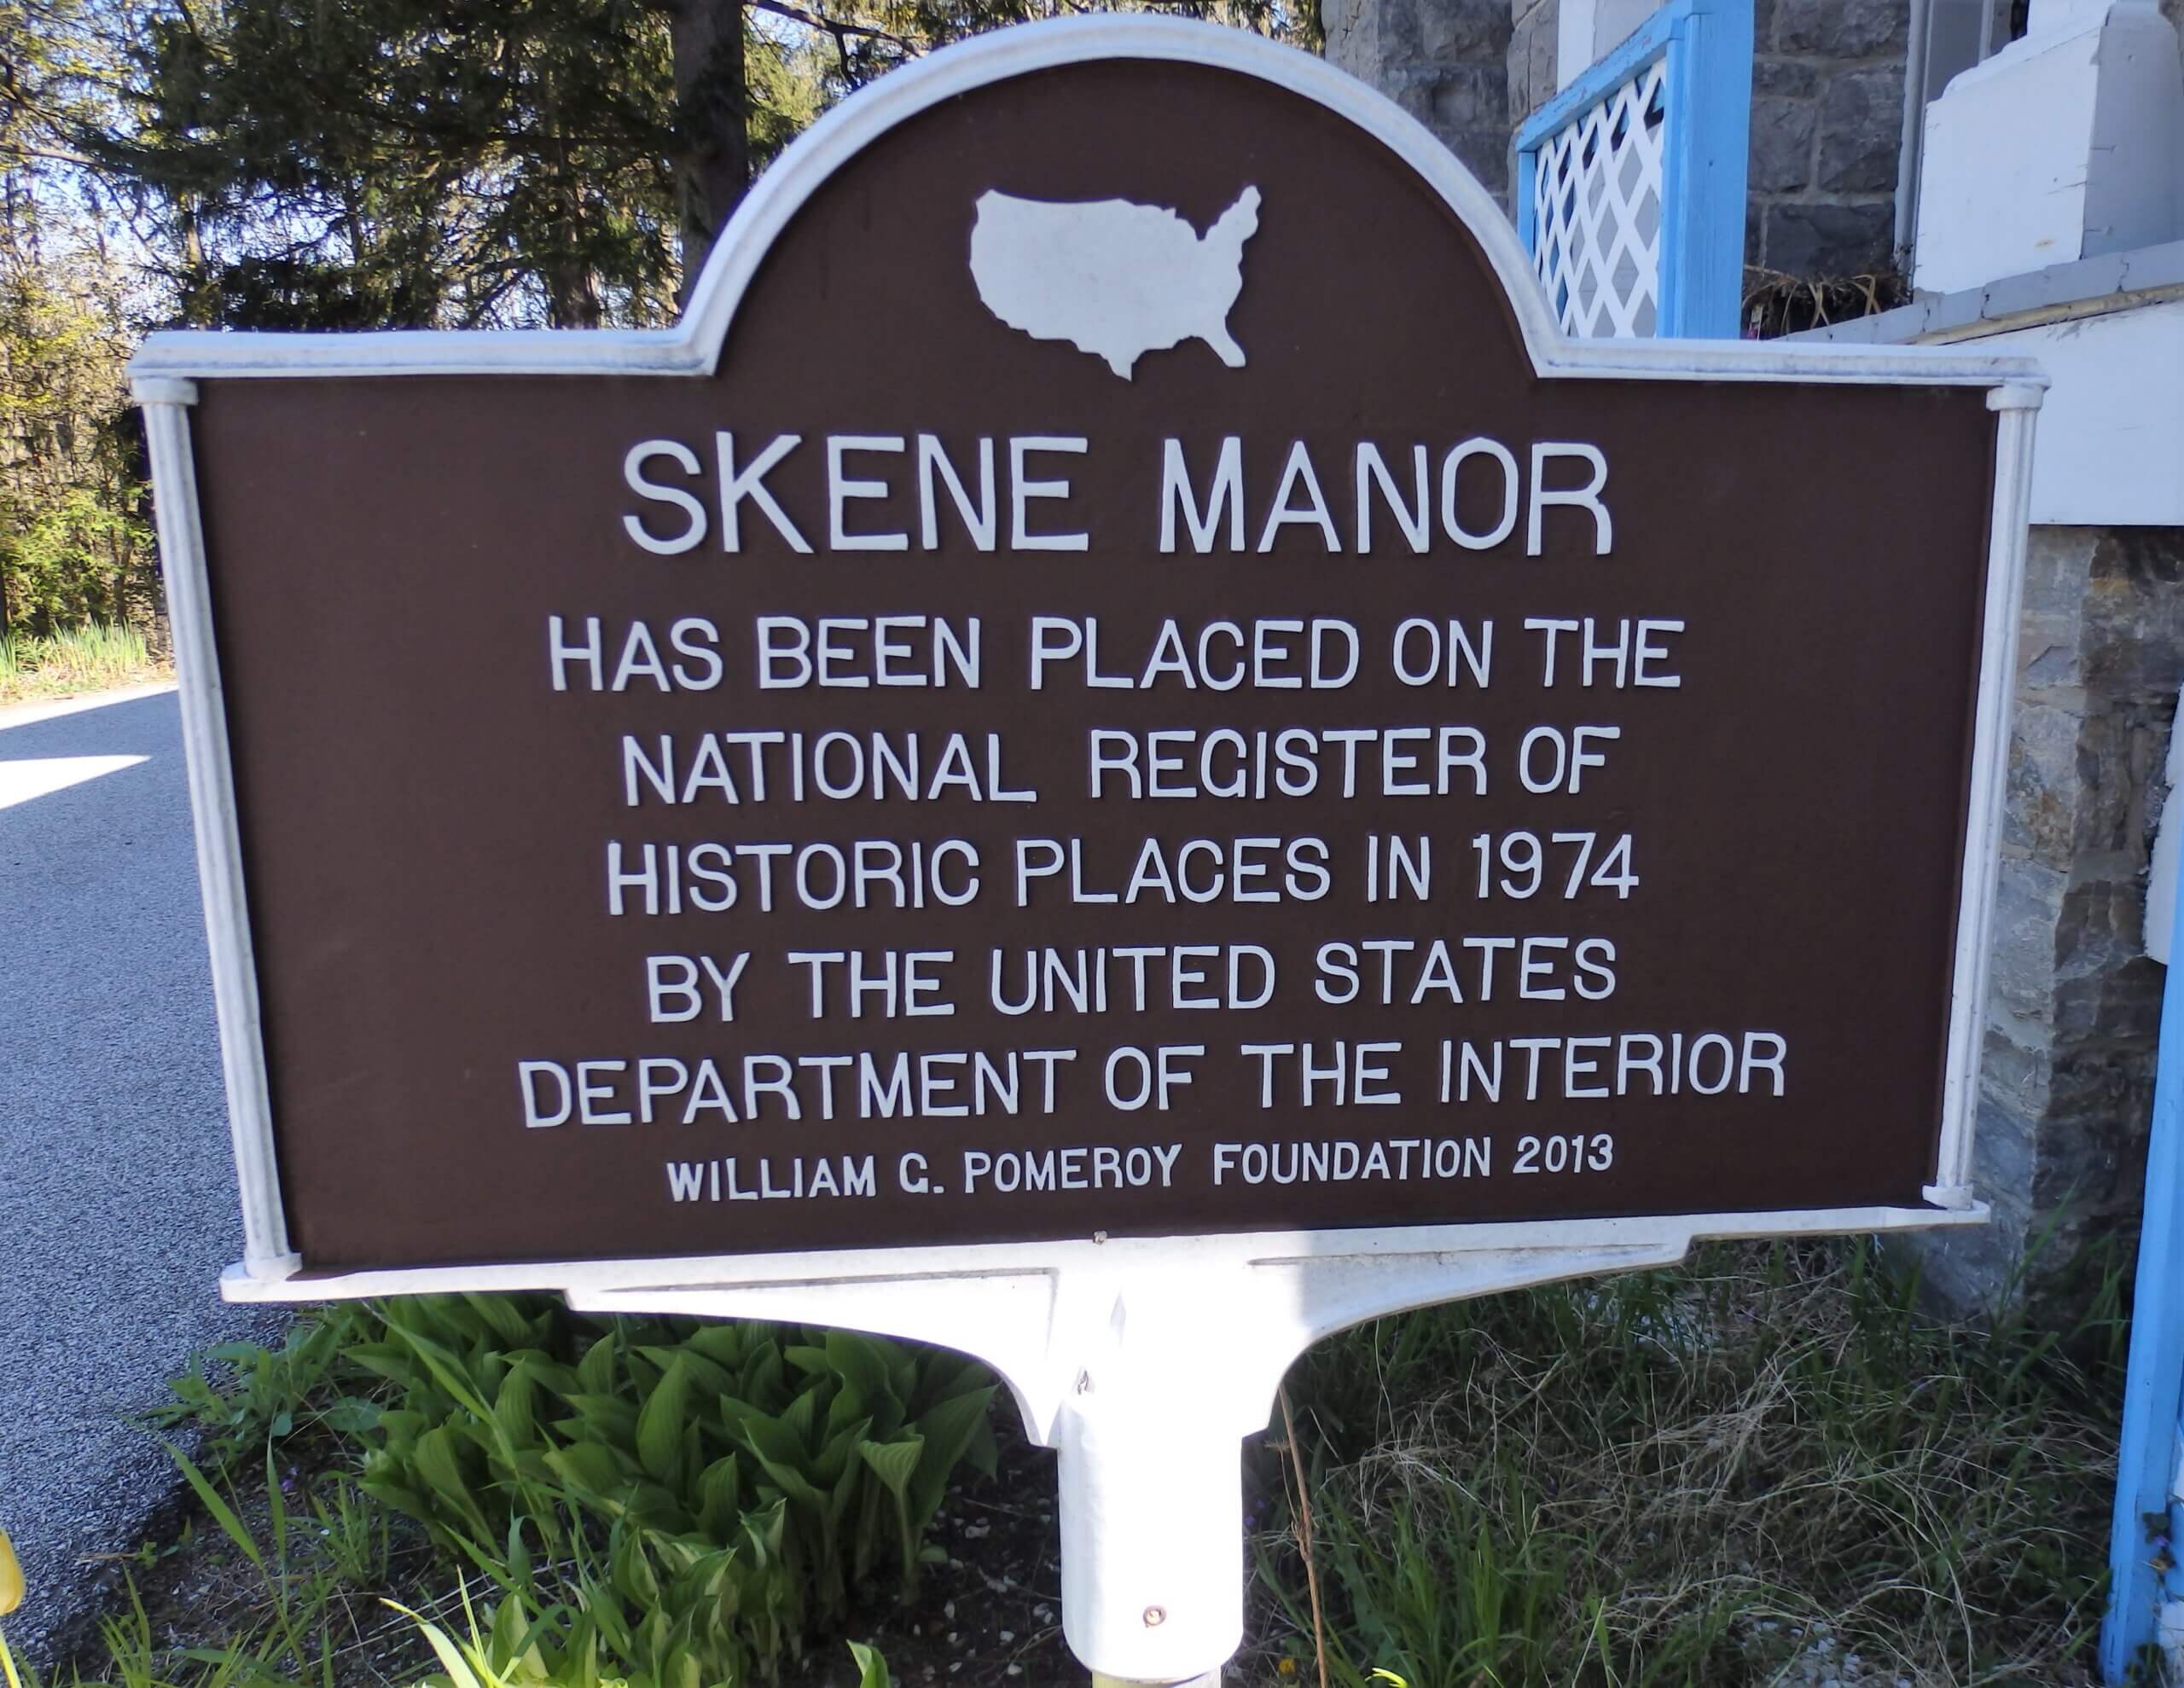 SKENE MANOR
HAS BEEN PLACED ON THE
NATIONAL REGISTER OF
HISTORIC PLACES IN 1974
BY THE UNITED STATES
DEPARTMENT OF THE INTERIOR
WILLIAM G. POMEROY FOUNDATION 2013